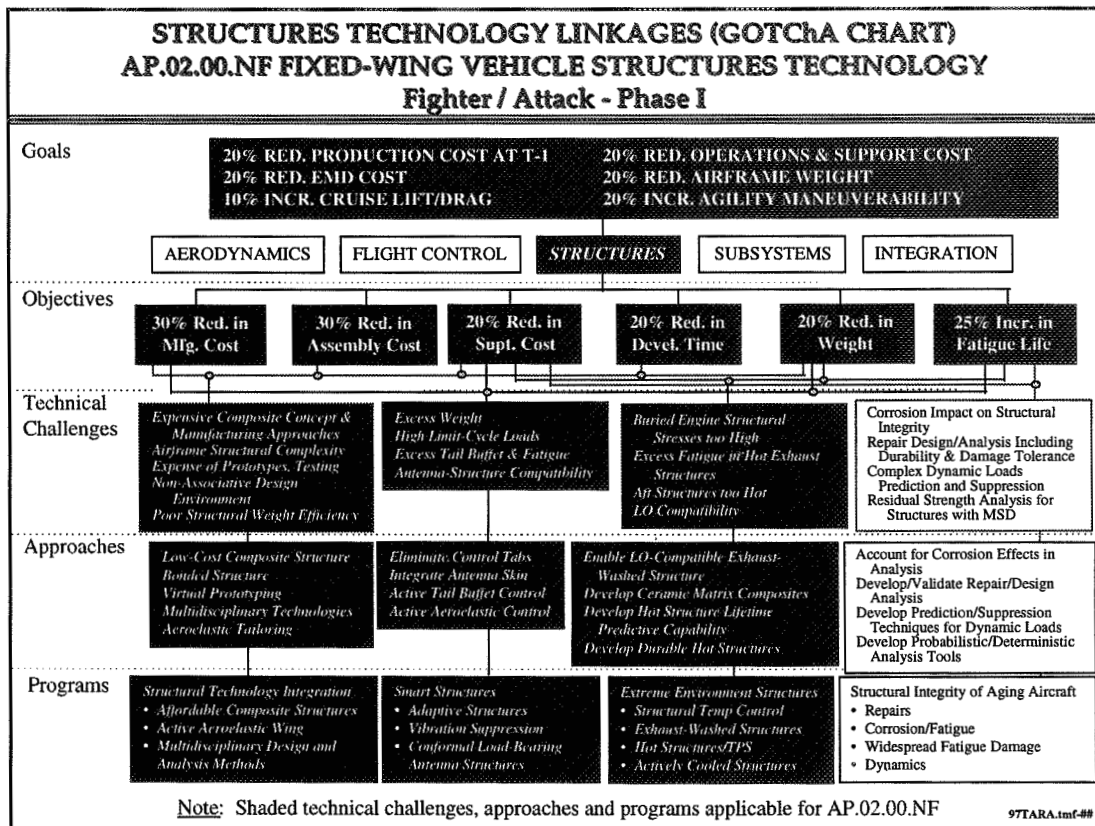 STRUCTURES TECHNOLOGY LINKAGES (GOTChA CHART)
AP.02.00.NF FIXED-WING VEHICLE STRUCTURES TECHNOLOGY
Fighter / Attack - Phase I
Goals
20% RED. PRODUCTION COST AT T-1
20% RED. EMD COST
10% INCR. CRUISE LIFT/DRAG
20% RED. OPERATIONS & SUPPORT COST
20% RED. AIRFRAME WEIGHT
20% INCR. AGILITY MANEUVERABILITY
AERODYNAMICS
FLIGHT CONTROL
STRUCTURES
SUBSYSTEMS
INTEGRATION
Objectives
30% Red. in
Mfg. Cost
30% Red. in
Assembly Cost
20% Red. in
Supt. Cost
20% Red. in
Devel. Time
20% Red. in
Weight
25% Incr. in
Fatigue Life
Technical
Challenges
Expensive Composite Concept &
Manufacturing Approaches
Airframe Structural Complexity
Expense of Prototypes, Testing
Non-Associative Design
Environment
Poor Structural Weight Efficiency
Excess Weight
High Limit-Cycle Loads
Excess Tail Buffet & Fatigue
Antenna-Structure Compatibility
Buried Engine Structural
Stresses too High
Excess Fatigue in Hot Exhaust
Structures
Aft Structures too Hot
LO Compatibility
Corrosion Impact on Structural
Integrity
Repair Design/Analysis Including
Durability & Damage Tolerance
Complex Dynamic Loads
Prediction and Suppression
Residual Strength Analysis for
Structures with MSD
Approaches
Low-Cost Composite Structure
Bonded Structure
Virtual Prototyping
Multidisciplinary Technologies
Aeroelastic Tailoring
Eliminate Control Tabs
Integrate Antenna Skin
Active Tail Buffet Control
Active Aeroelastic Control
Enable LO-Compatible Exhaust-
Washed Structure
Develop Ceramic Matrix Composites
Develop Hot Structure Lifetime
Predictive Capability
Develop Durable Hot Structures
Account for Corrosion Effects in
Analysis
Develop/Validate Repair/Design
Analysis
Develop Prediction/Suppression
Techniques for Dynamic Loads
Develop Probabilistic/Deterministic
Analysis Tools
Programs
Structural Technology Integration
• Affordable Composite Structures
• Active Aeroelastic Wing
• Multidisciplinary Design and
Analysis Methods
Smart Structures
• Adaptive Structures
• Vibration Suppression
• Conformal Load-Bearing
Antenna Structures
Extreme Environment Structures
• Structural Temp Control
• Exhaust-Washed Structures
• Hot Structures/TPS
• Actively Cooled Structures
Structural Integrity of Aging Aircraft
• Repairs
• Corrosion/Fatigue
• Widespread Fatigue Damage
• Dynamics
Note: Shaded technical challenges, approaches and programs applicable for AP.02.00.NF
97TARA.tmf-##